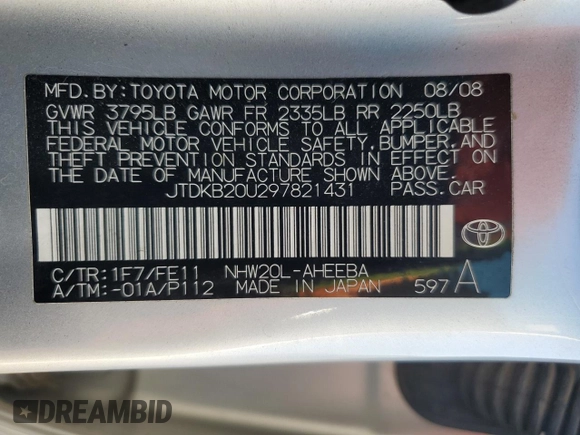 MFD.BY:TOYOTA MOTOR CORPORATION 08/08
GVWR 3795LB GAWR FR 2335LB RR 2250LB
THIS VEHICLE CONFORMS TO ALL APPLICABLE
FEDERAL MOTOR VEHICLE SAFETY,BUMPER,AND
THEFT PREVENTION STANDARDS IN EFFECT ON
THE DATE OF MANUFACTURE SHOWN ABOVE.
JTDKB20U297821431 PASS.CAR
C/TR:1F7/FE11 NHW20L-AHEEBA
A/TM:-01A/P112 MADE IN JAPAN 597 A
DREAMBID